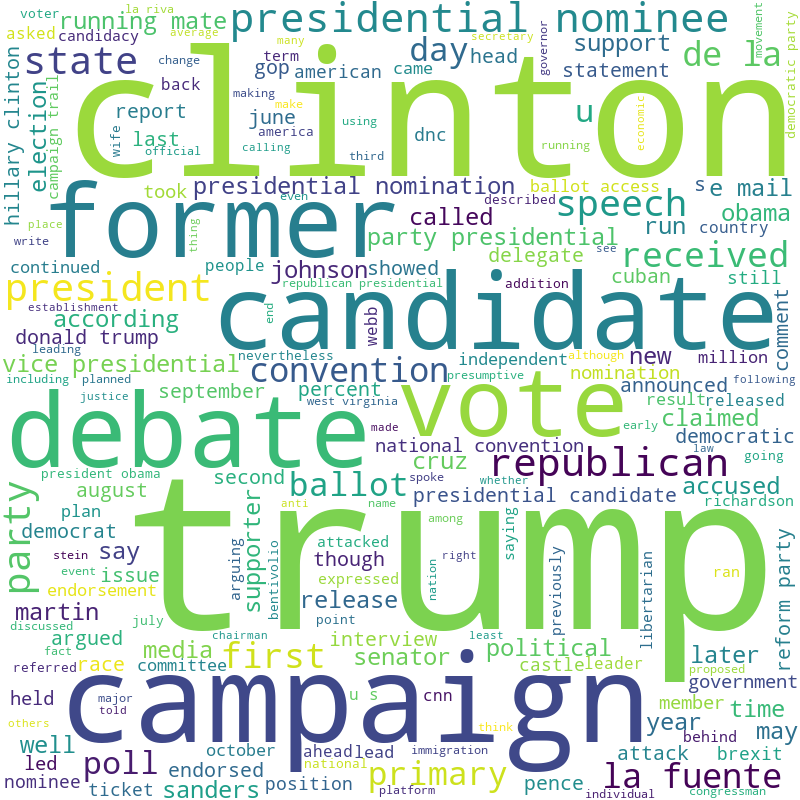 voter
la riva
many
secretary
running mate
average
presidential nominee
asked
candidacy
term
day
head
support
governor
movement
de la
democratic party
state
change
gop
american
came
statement
back
clinton
hillary clinton
election
campaign trail
report
june
making
make
dnc
u
economic
last
america
using
wife
official
calling
third
running
took
presidential nomination
ballot access
s
e mail
even
described
former
called
speech
obama
place
write
thing
party presidential
run
country
delegate
see
received
continued
people
johnson
showed
cuban
still
president
republican presidential
addition
candidate
establishment
according
end
webb
comment
donald trump
leading
nevertheless
independent
although
new
million
vice presidential
convention
presumptive
nomination
including
planned
west virginia
announced
following
september
percent
result
released
justice
made
debate
vote
early
claimed
democratic
national convention
law
going
republican
spoke
cruz
president obama
second
ballot
whether
accused
august
anti
name
presidential candidate
richardson
party
plan
trump
among
democrat
supporter
attacked
saying
stein
say
though
right
arguing
event
issue
expressed
nation
previously
libertarian
reform party
ran
endorsement
bentivolio
release
martin
july
point
discussed
chairman
least
argued
interview
political
later
fact
media
first
senator
castle
leader
proposed
referred
race
committee
government
held
major
u s
cnn
campaign
member
time
told
year
may
others
think
behind
well
october
ahead
lead
immigration
attack
brexit
led
poll
endorsed
national
primary
pence
la fuente
nominee
ticket
sanders
position
platform
individual
congressman